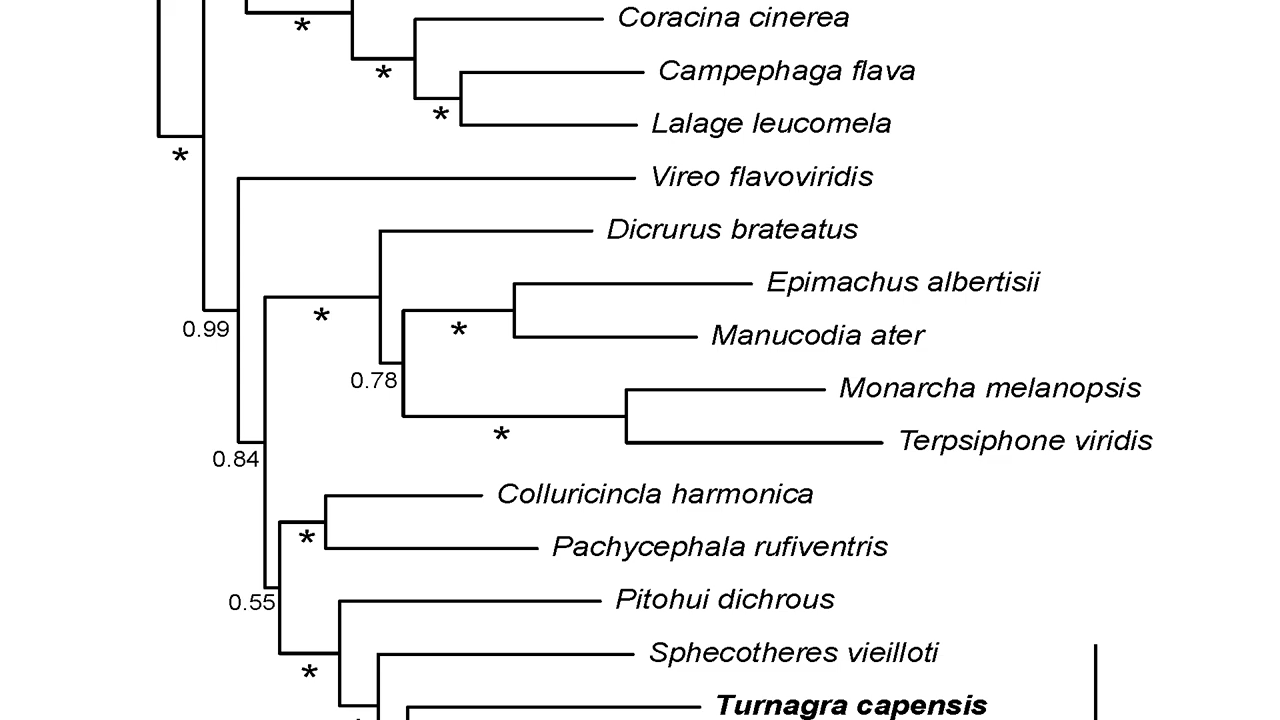 *
Coracina cinerea
*
Campephaga flava
*
Lalage leucomela
*
Vireo flavoviridis
Dicrurus brateatus
Epimachus albertisii
*
*
0.99
Manucodia ater
0.78
Monarcha melanopsis
*
Terpsiphone viridis
0.84
Colluricincla harmonica
*
Pachycephala rufiventris
0.55
Pitohui dichrous
Sphecotheres vieilloti
*
Turnagra capensis